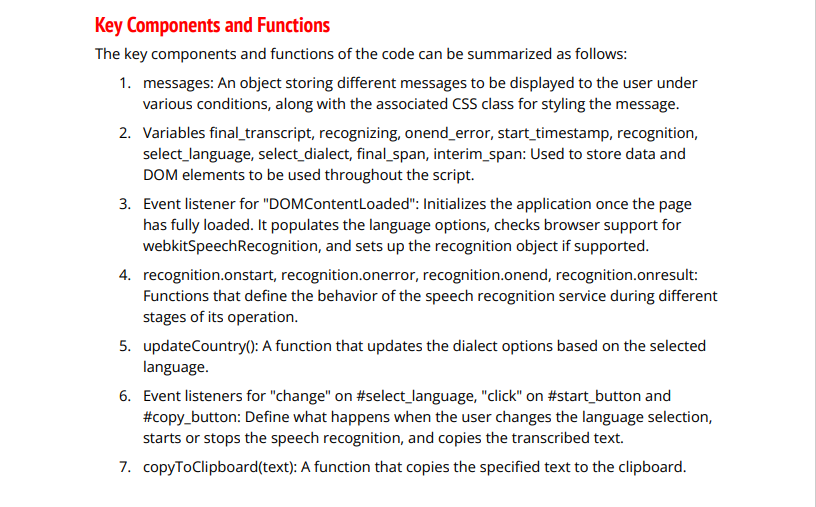 Key Components and Functions
The key components and functions of the code can be summarized as follows:
1. messages: An object storing different messages to be displayed to the user under
various conditions, along with the associated CSS class for styling the message.
2. Variables final_transcript, recognizing, onend_error, start_timestamp, recognition,
select_language, select_dialect, final_span, interim_span: Used to store data and
DOM elements to be used throughout the script.
3. Event listener for "DOMContentLoaded": Initializes the application once the page
has fully loaded. It populates the language options, checks browser support for
webkitSpeechRecognition, and sets up the recognition object if supported.
4. recognition.onstart, recognition.onerror, recognition.onend, recognition.onresult:
Functions that define the behavior of the speech recognition service during different
stages of its operation.
5. updateCountry(): A function that updates the dialect options based on the selected
language.
6. Event listeners for "change" on #select_language, "click" on #start_button and
#copy_button: Define what happens when the user changes the language selection,
starts or stops the speech recognition, and copies the transcribed text.
7. copyToClipboard(text): A function that copies the specified text to the clipboard.